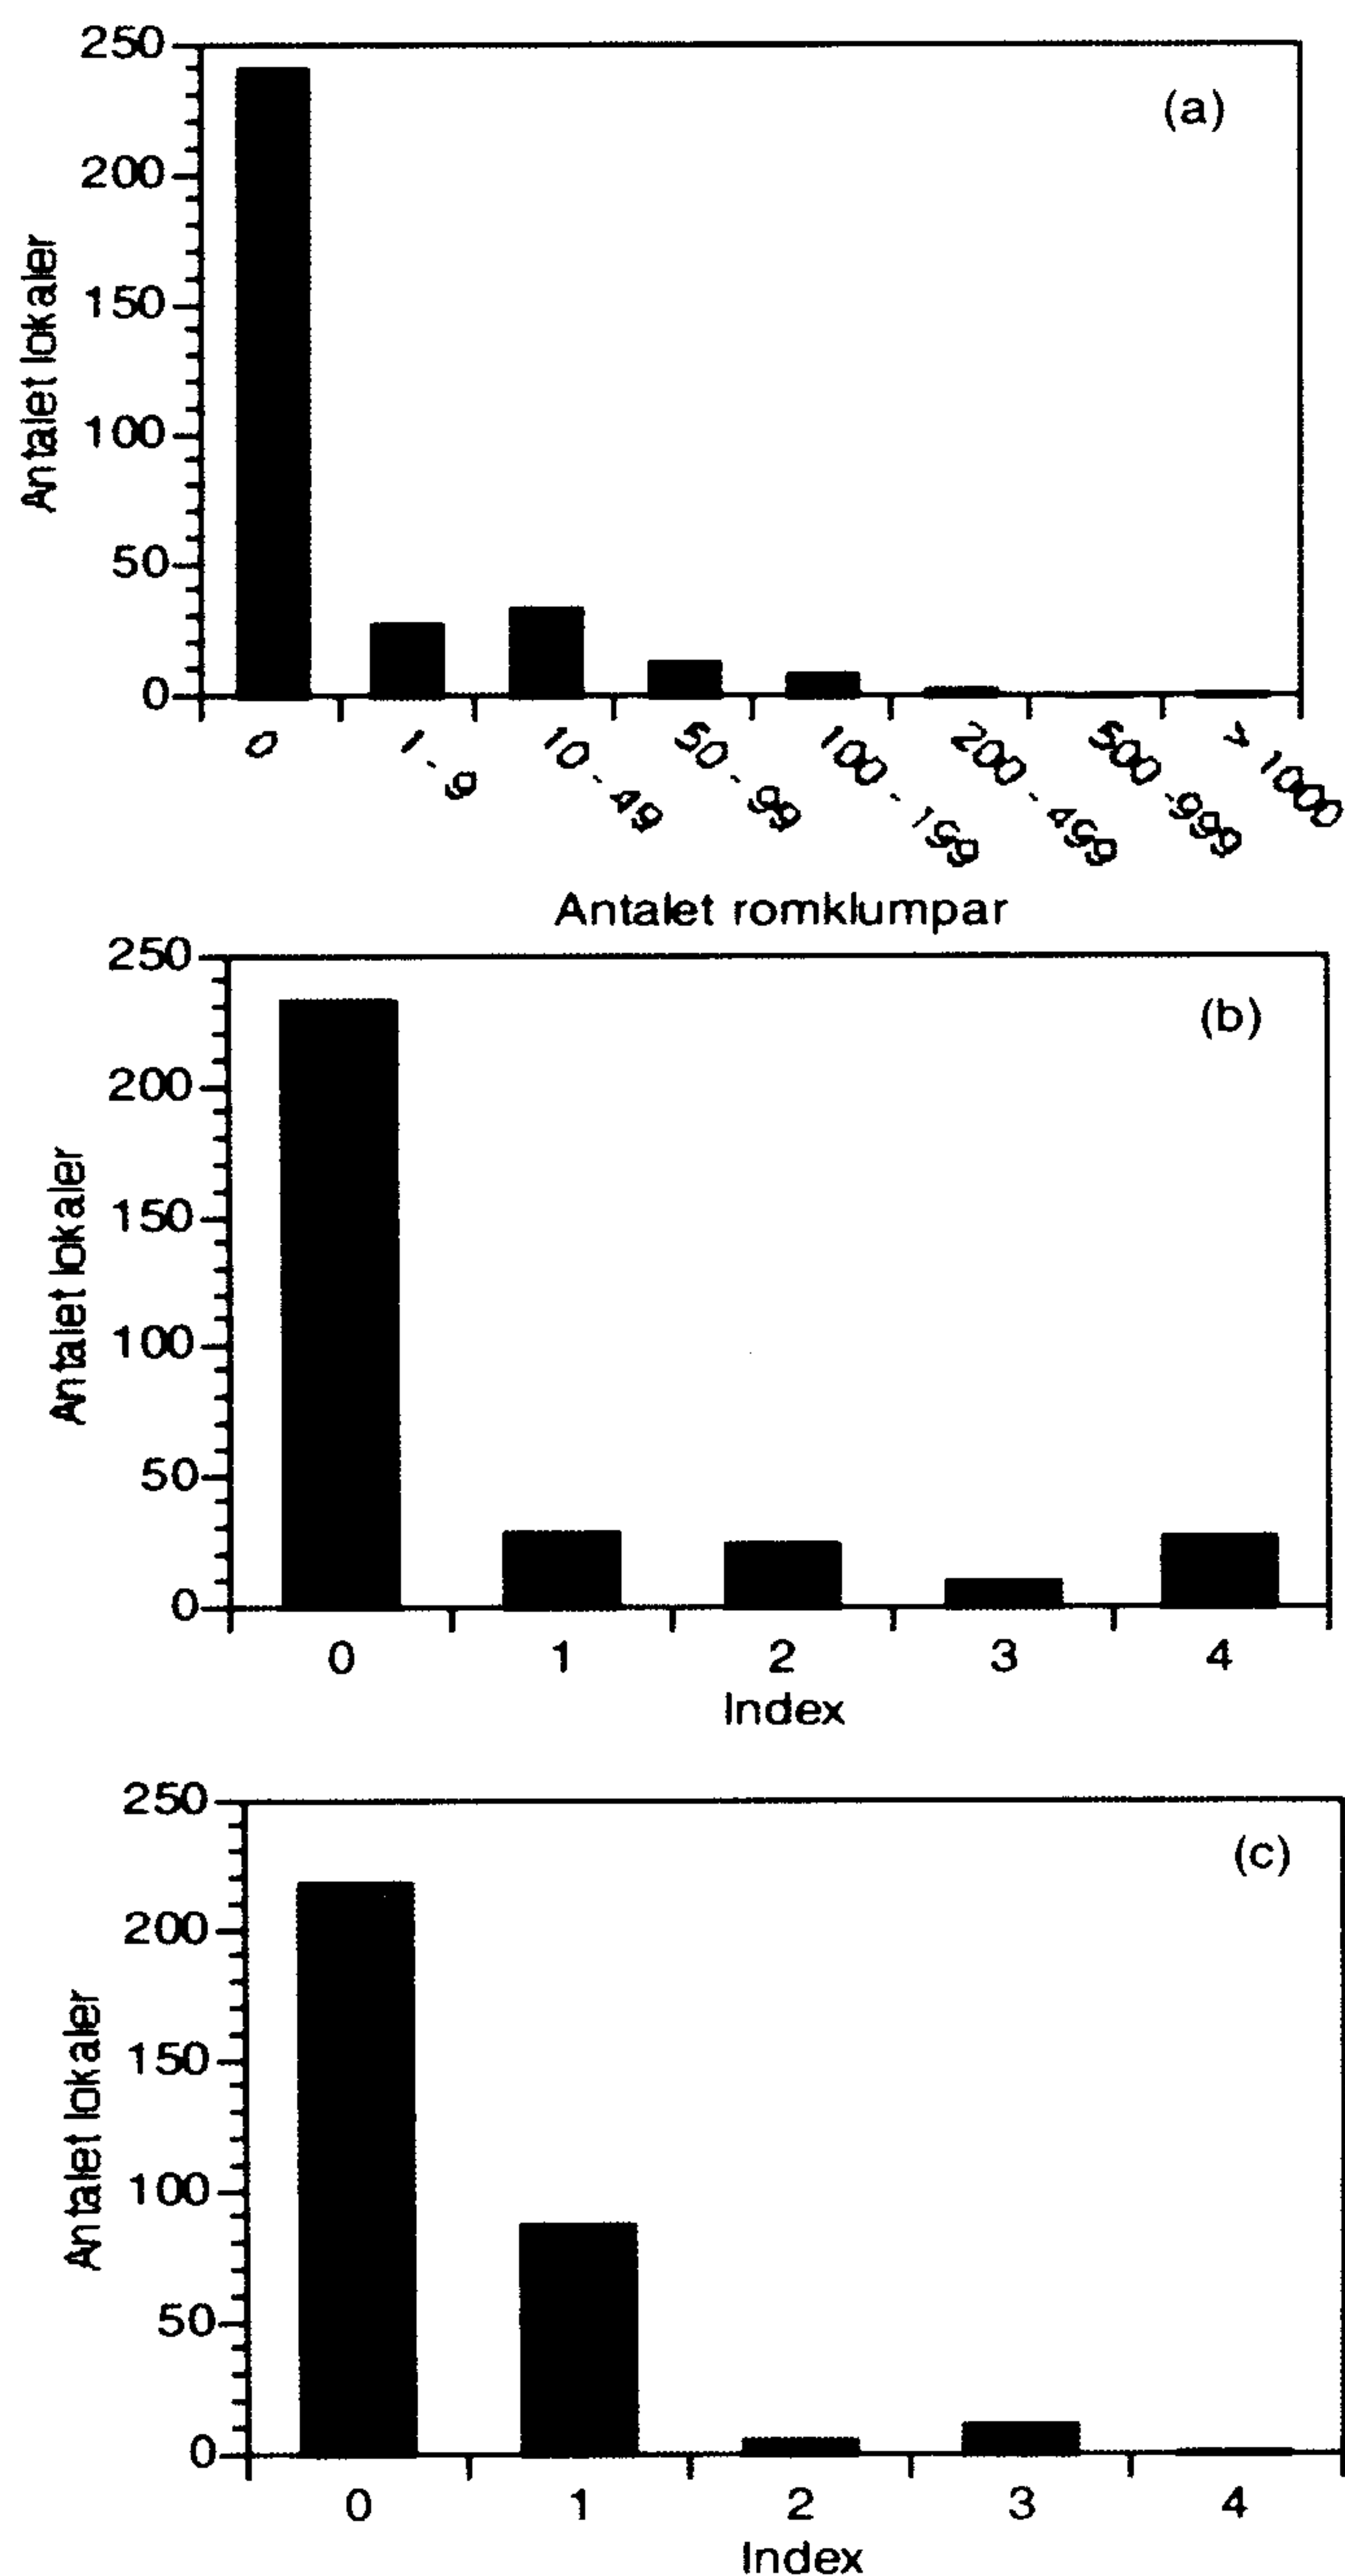 250
(a)
200
150
100
50
0
Antalet lokaler
0
1 - 9
10 - 49
50 - 99
100 - 199
200 - 499
500 -999
> 1000
Antalet romklumpar
250
(b)
200
150
100
50
0
Antalet lokaler
0 1 2 3 4
Index
250
(c)
200
150
100
50
0
Antalet lokaler
0 1 2 3 4
Index